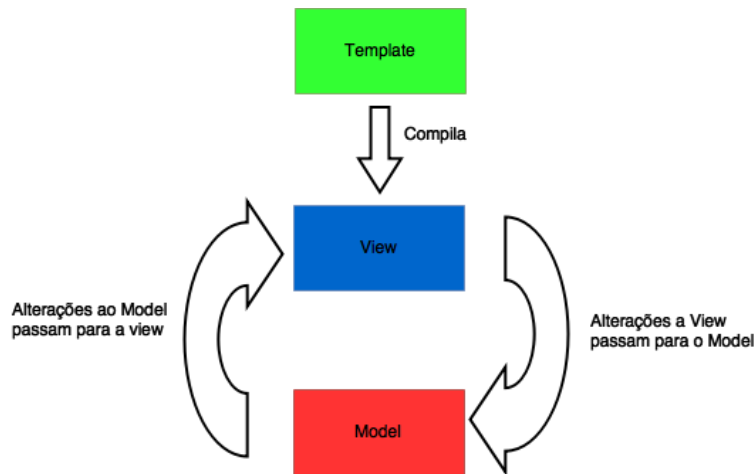 Template
Compila
View
Alterações ao Model
passam para a view
Alterações a View
passam para o Model
Model